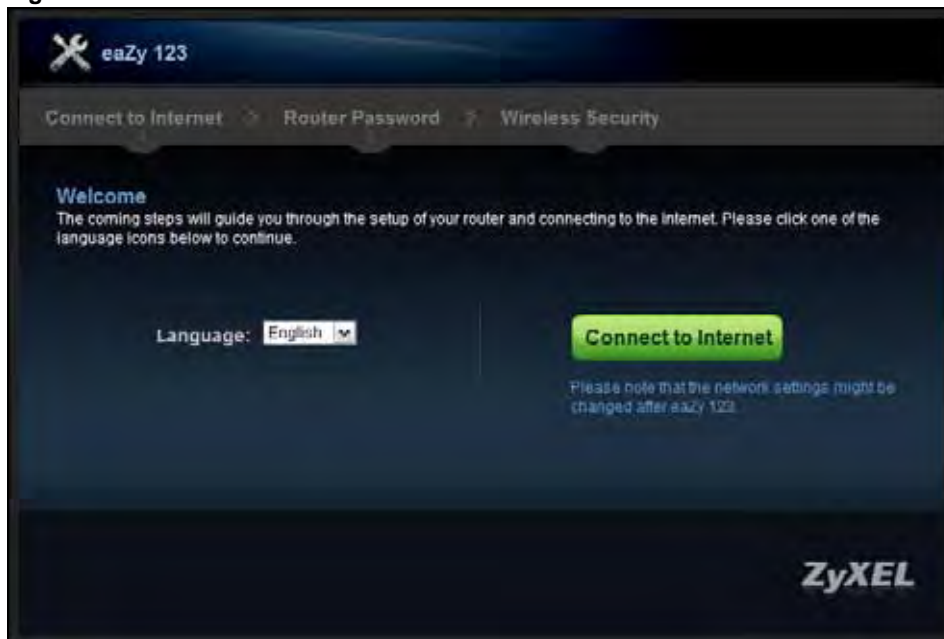 eaZy 123
Connect to Internet > Router Password > Wireless Security
Welcome
The coming steps will guide you through the setup of your router and connecting to the Internet. Please click one of the
language icons below to continue.
Language: English
Connect to Internet
Please note that the network settings might be
changed after eaZy 123.
ZyXEL